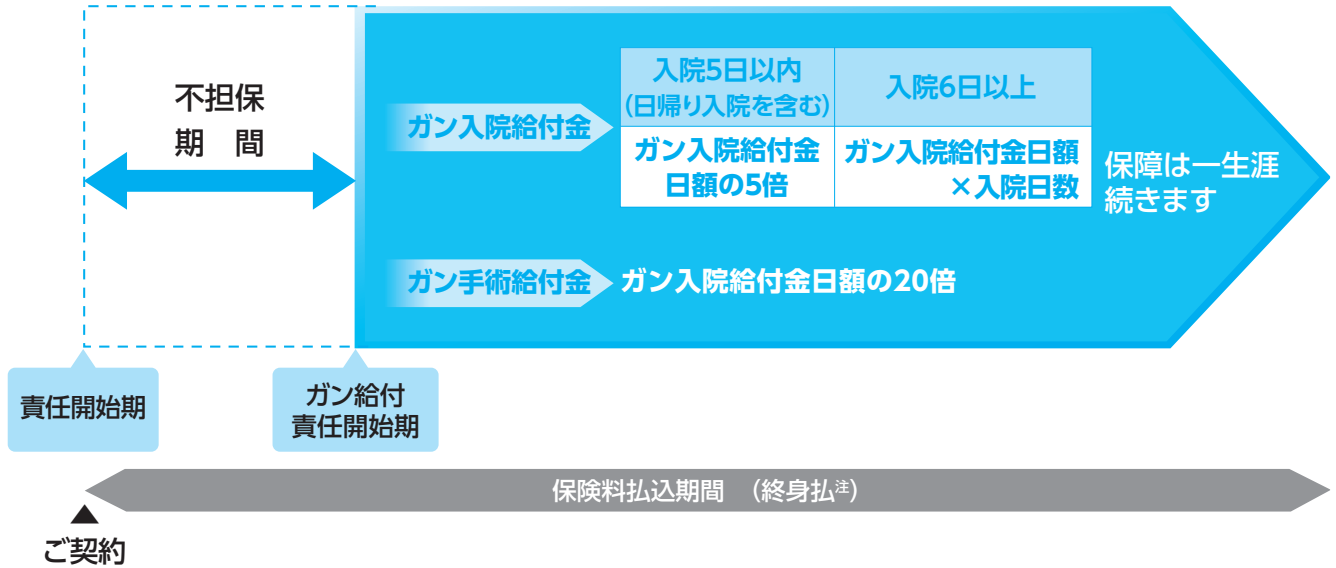 不担保
期　間
ガン入院給付金
入院5日以内
(日帰り入院を含む)
入院6日以上
ガン入院給付金
日額の5倍
ガン入院給付金日額
×入院日数
保障は一生涯
続きます
ガン手術給付金
ガン入院給付金日額の20倍
責任開始期
ガン給付
責任開始期
保険料払込期間　（終身払注）
▲
ご契約